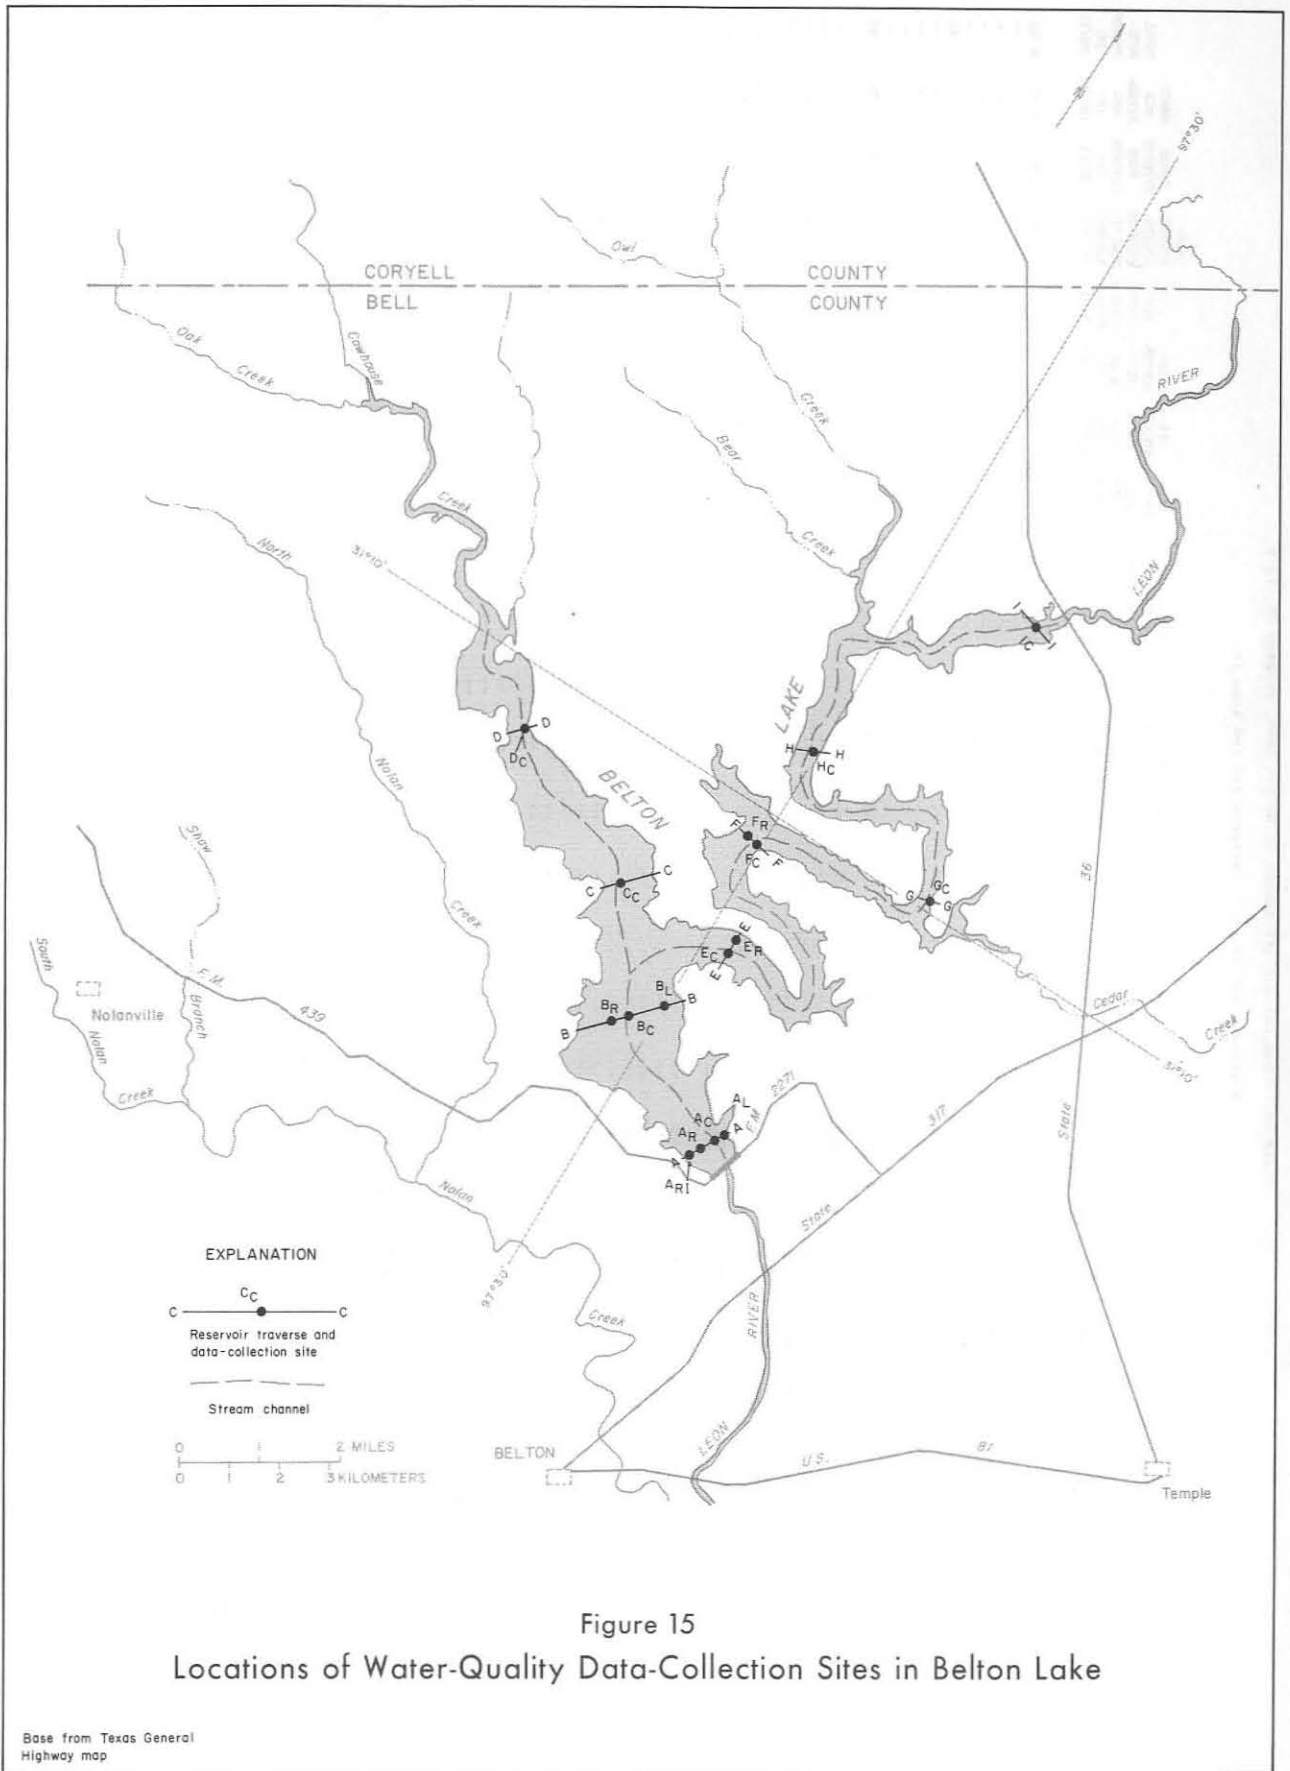 N
97°30'
Owl
CORYELL COUNTY
BELL COUNTY
Oak
Creek
Cowhouse
RIVER
Creek
Bear
Creek
Creek
North
31°10'
LEON
I
I
IC
LAKE
D D
DC
H H
HC
BELTON
Nolan
F FR
FC F
Shaw
C C
CC
36
GC
G G
Creek
South
E
EC ER
E
F.M.
Nolanville
439
BL
B
BR
BC
B
Cedar
Creek
Branch
Nolan
Creek
31°10'
2271
F.M.
AL
AC
A
AR
A
ARI
317
State
State
Nolan
EXPLANATION
CC
C C
Reservoir traverse and
data-collection site
Stream channel
97°30'
Creek
RIVER
LEON
0 1 2 MILES
0 1 2 3 KILOMETERS
BELTON
U.S. 81
Temple
Figure 15
Locations of Water-Quality Data-Collection Sites in Belton Lake
Base from Texas General
Highway map